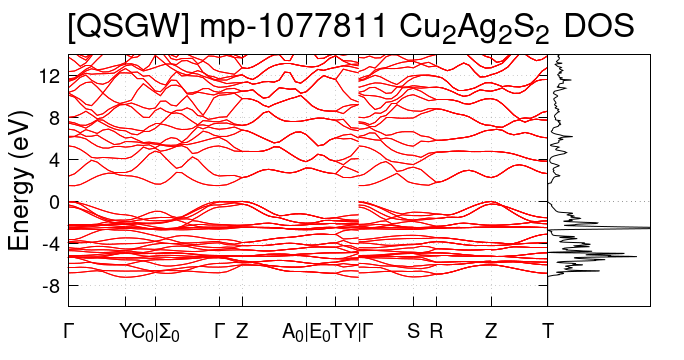 [QSGW] mp-1077811 Cu₂Ag₂S₂ DOS
Energy (eV)
12
8
4
0
-4
-8
Γ YC₀|Σ₀ Γ Z A₀|E₀TY|Γ S R Z T